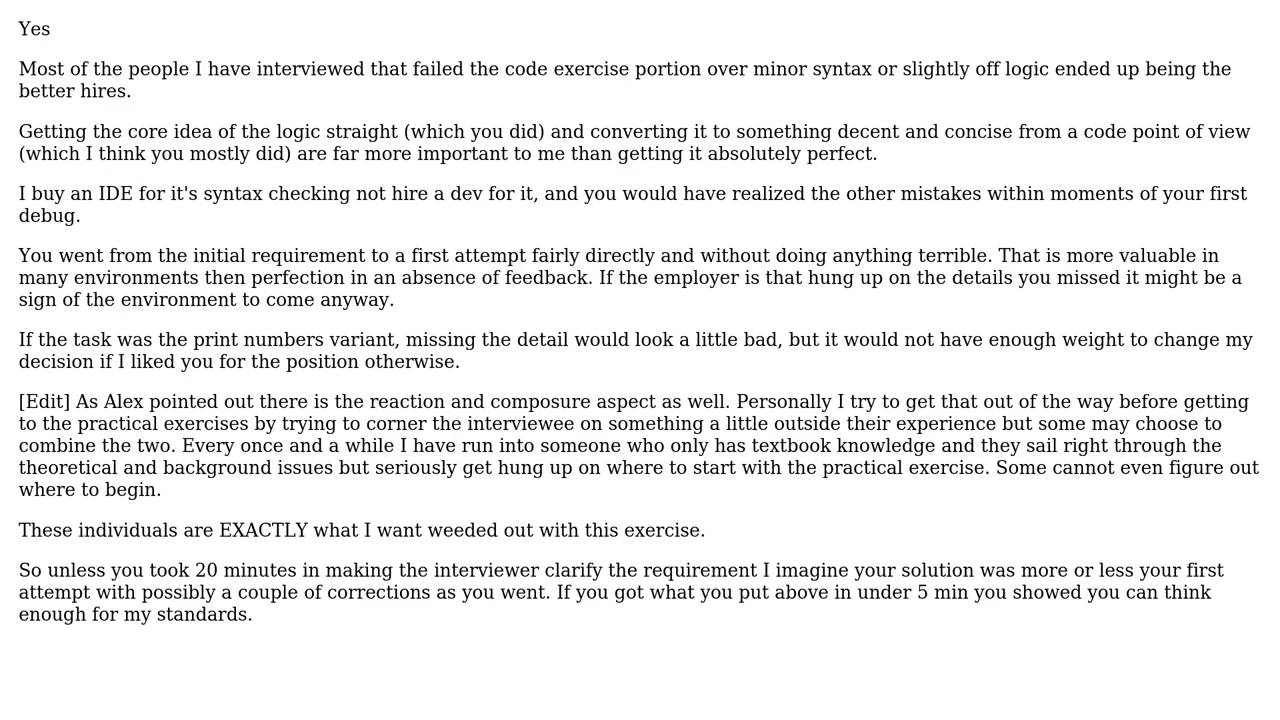 Yes
Most of the people I have interviewed that failed the code exercise portion over minor syntax or slightly off logic ended up being the
better hires.
Getting the core idea of the logic straight (which you did) and converting it to something decent and concise from a code point of view
(which I think you mostly did) are far more important to me than getting it absolutely perfect.
I buy an IDE for it's syntax checking not hire a dev for it, and you would have realized the other mistakes within moments of your first
debug.
You went from the initial requirement to a first attempt fairly directly and without doing anything terrible. That is more valuable in
many environments then perfection in an absence of feedback. If the employer is that hung up on the details you missed it might be a
sign of the environment to come anyway.
If the task was the print numbers variant, missing the detail would look a little bad, but it would not have enough weight to change my
decision if I liked you for the position otherwise.
[Edit] As Alex pointed out there is the reaction and composure aspect as well. Personally I try to get that out of the way before getting
to the practical exercises by trying to corner the interviewee on something a little outside their experience but some may choose to
combine the two. Every once and a while I have run into someone who only has textbook knowledge and they sail right through the
theoretical and background issues but seriously get hung up on where to start with the practical exercise. Some cannot even figure out
where to begin.
These individuals are EXACTLY what I want weeded out with this exercise.
So unless you took 20 minutes in making the interviewer clarify the requirement I imagine your solution was more or less your first
attempt with possibly a couple of corrections as you went. If you got what you put above in under 5 min you showed you can think
enough for my standards.